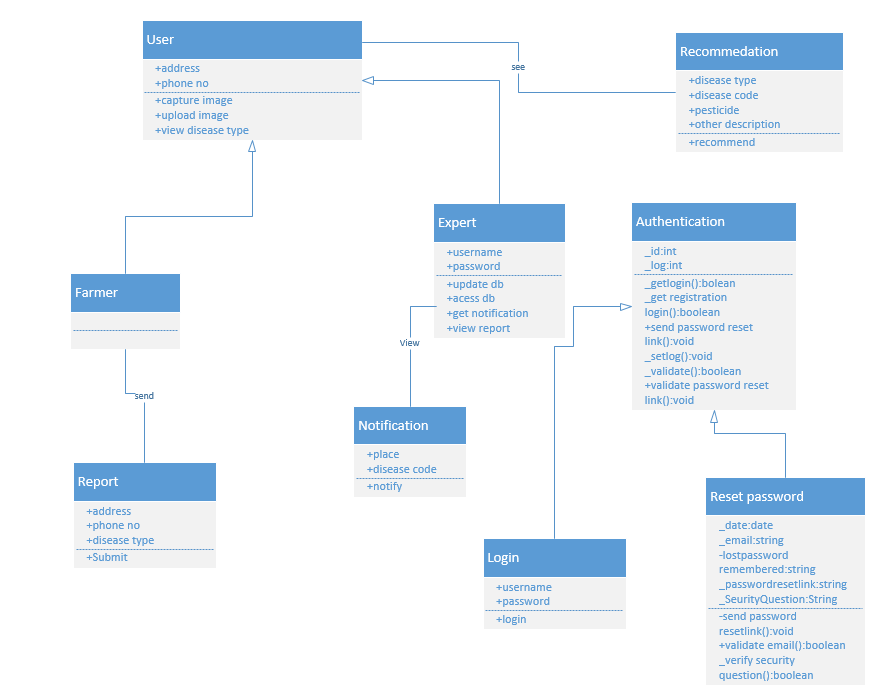 User
+address
+phone no
+capture image
+upload image
+view disease type
see
Recommedation
+disease type
+disease code
+pesticide
+other description
+recommend
Expert
+username
+password
+update db
+acess db
+get notification
+view report
Authentication
_id:int
_log:int
_getlogin():bolean
_get registration
login():boolean
+send password reset
link():void
_setlog():void
_validate():boolean
+validate password reset
link():void
Farmer
send
View
Notification
+place
+disease code
+notify
Report
+address
+phone no
+disease type
+Submit
Login
+username
+password
+login
Reset password
_date:date
_email:string
-lostpassword
remembered:string
_passwordresetlink:string
_SeurityQuestion:String
-send password
resetlink():void
+validate email():boolean
_verify security
question():boolean